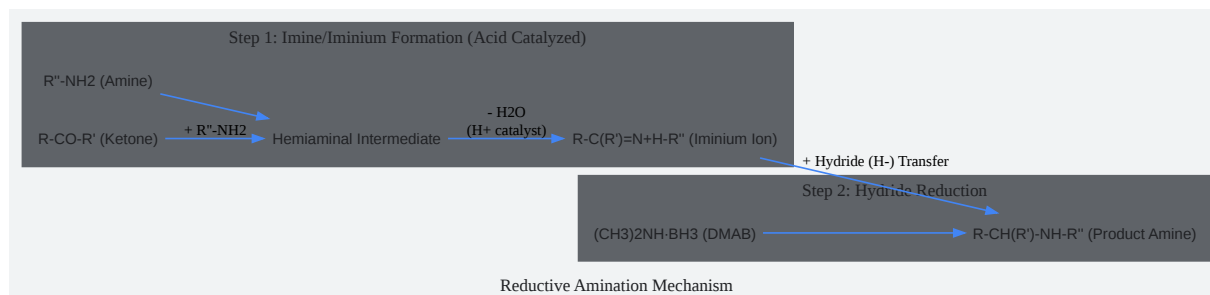 Step 1: Imine/Iminium Formation (Acid Catalyzed)
R"-NH2 (Amine)
R-CO-R' (Ketone)
+ R"-NH2
Hemiaminal Intermediate
- H2O
(H+ catalyst)
R-C(R')=N+H-R" (Iminium Ion)
+ Hydride (H-) Transfer
Step 2: Hydride Reduction
(CH3)2NH·BH3 (DMAB)
R-CH(R')-NH-R" (Product Amine)
Reductive Amination Mechanism